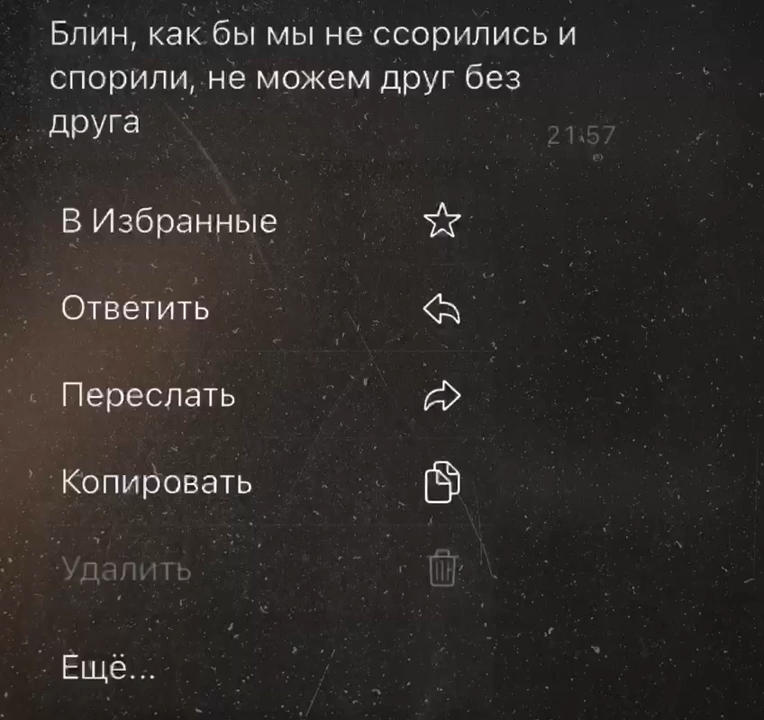 Блин, как бы мы не ссорились и
спорили, не можем друг без
друга
21:57
В Избранные
Ответить
Переслать
Копировать
Удалить
Ещё...